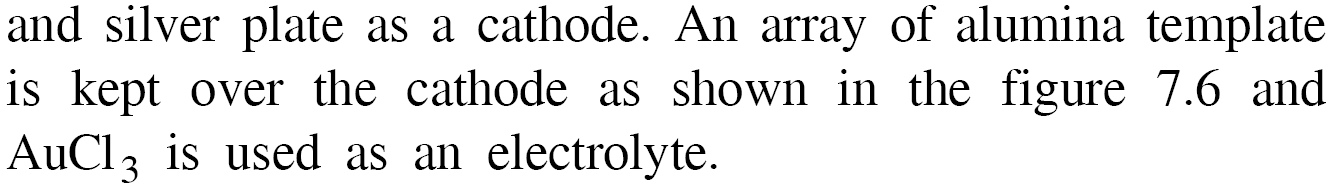 and silver plate as a cathode. An array of alumina template
is kept over the cathode as shown in the figure 7.6 and
AuCl₃ is used as an electrolyte.